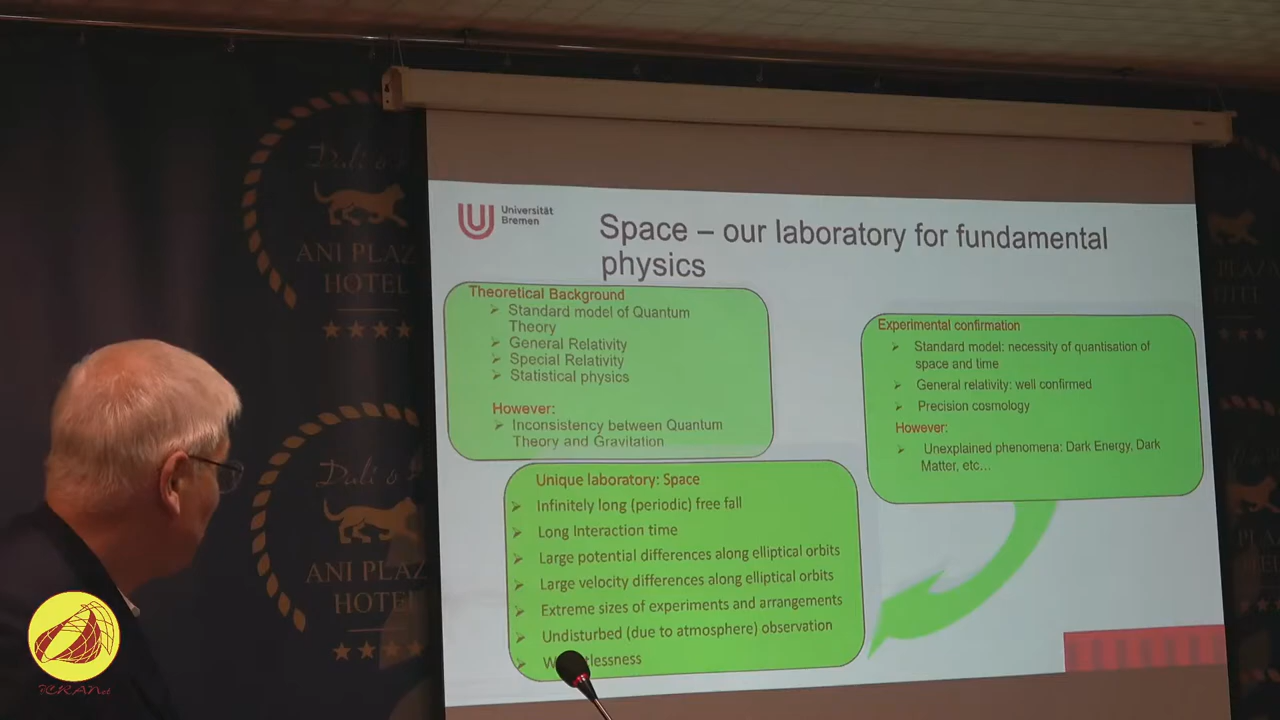 Universität
Bremen
Space – our laboratory for fundamental
physics
Theoretical Background
Standard model of Quantum
Theory
General Relativity
Special Relativity
Statistical physics
However:
Inconsistency between Quantum
Theory and Gravitation
Experimental confirmation
Standard model: necessity of quantisation of
space and time
General relativity: well confirmed
Precision cosmology
However:
Unexplained phenomena: Dark Energy, Dark
Matter, etc...
Unique laboratory: Space
Infinitely long (periodic) free fall
Long Interaction time
Large potential differences along elliptical orbits
Large velocity differences along elliptical orbits
Extreme sizes of experiments and arrangements
Undisturbed (due to atmosphere) observation
ANI PLAZ
HOTEL
ANI PLAZ
HOTE
ICRANet